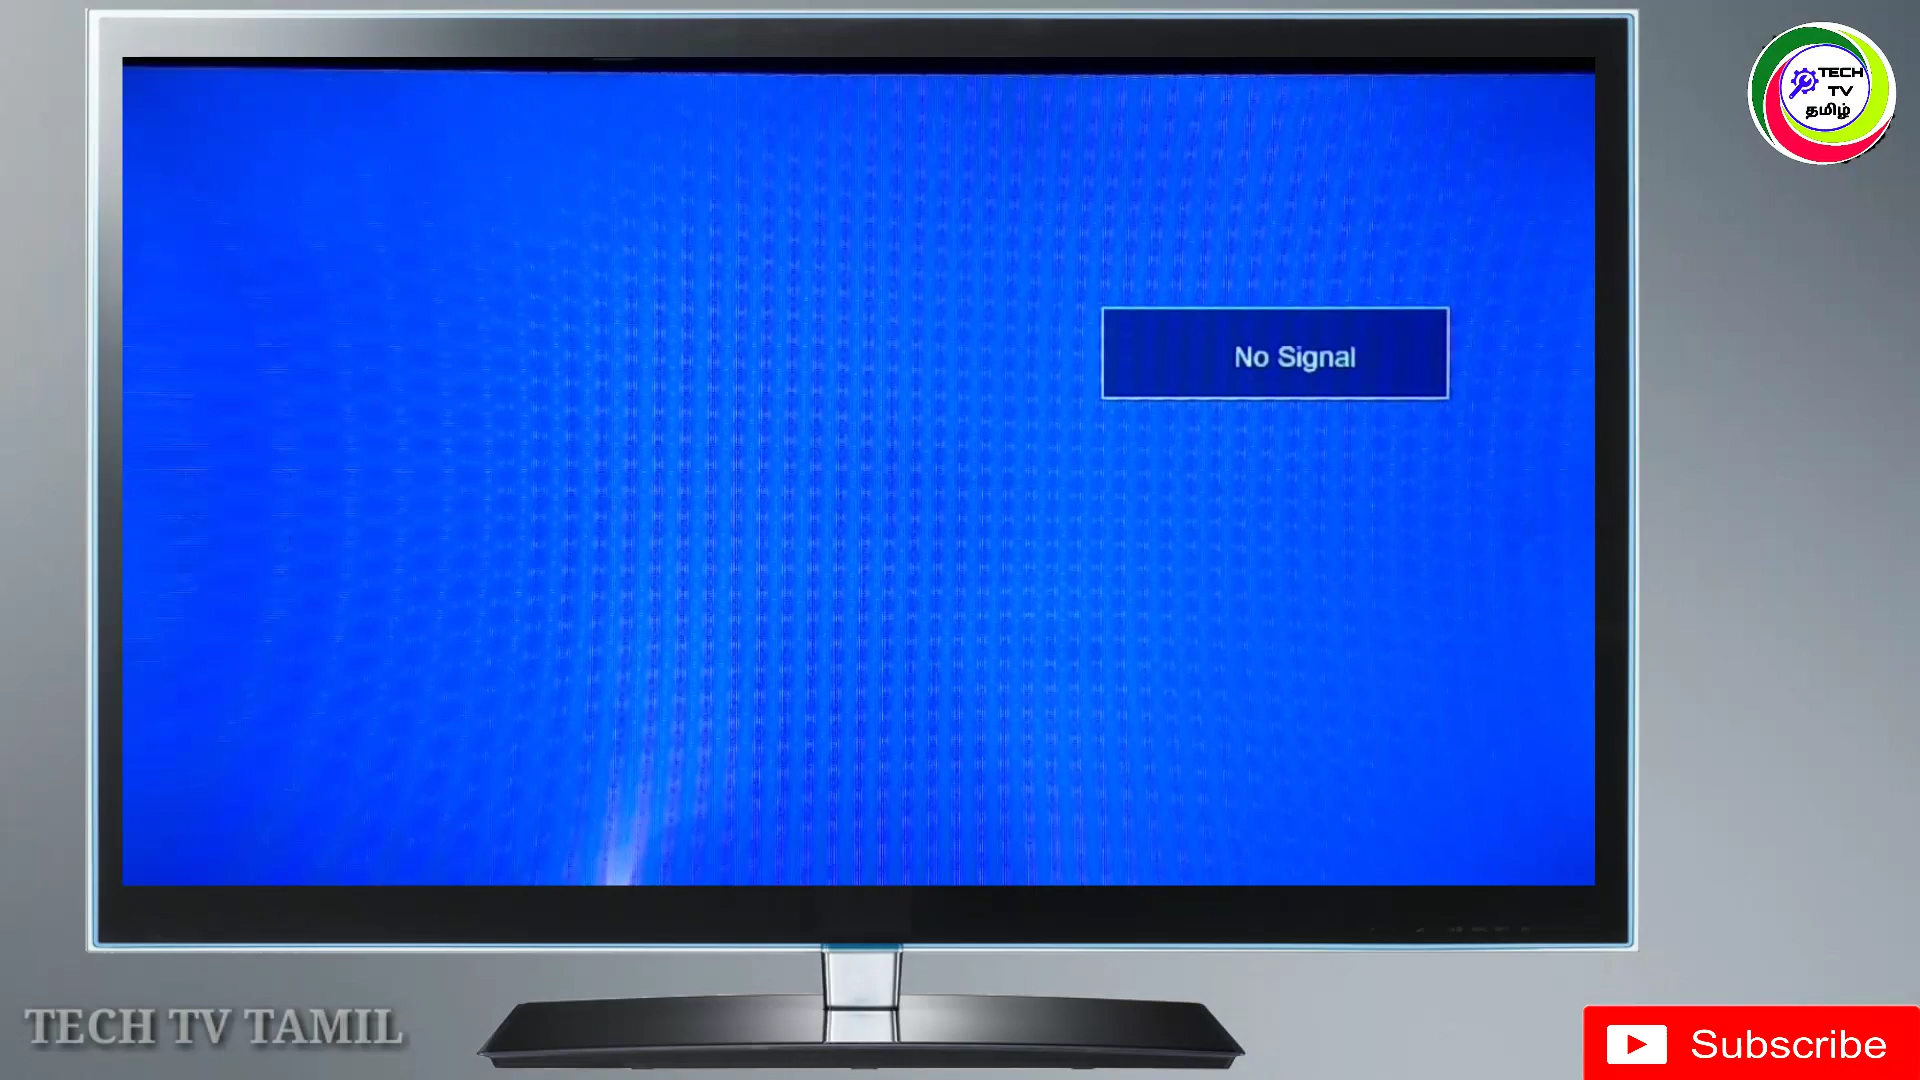 TECH
TV
தமிழ்
No Signal
TECH TV TAMIL
Subscribe